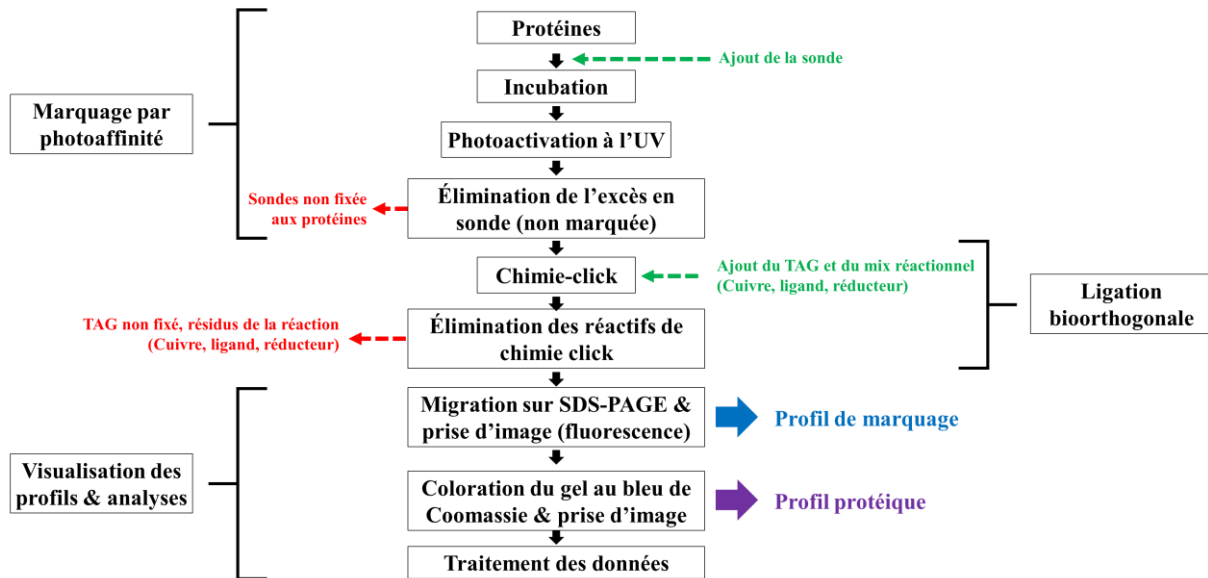 Protéines
Ajout de la sonde
Incubation
Marquage par
photoaffinité
Photoactivation à l’UV
Sondes non fixée
aux protéines
Élimination de l’excès en
sonde (non marquée)
Chimie-click
Ajout du TAG et du mix réactionnel
(Cuivre, ligand, réducteur)
Ligation
bioorthogonale
TAG non fixé, résidus de la réaction
(Cuivre, ligand, réducteur)
Élimination des réactifs de
chimie click
Migration sur SDS-PAGE &
prise d’image (fluorescence)
Profil de marquage
Visualisation des
profils & analyses
Coloration du gel au bleu de
Coomassie & prise d’image
Profil protéique
Traitement des données